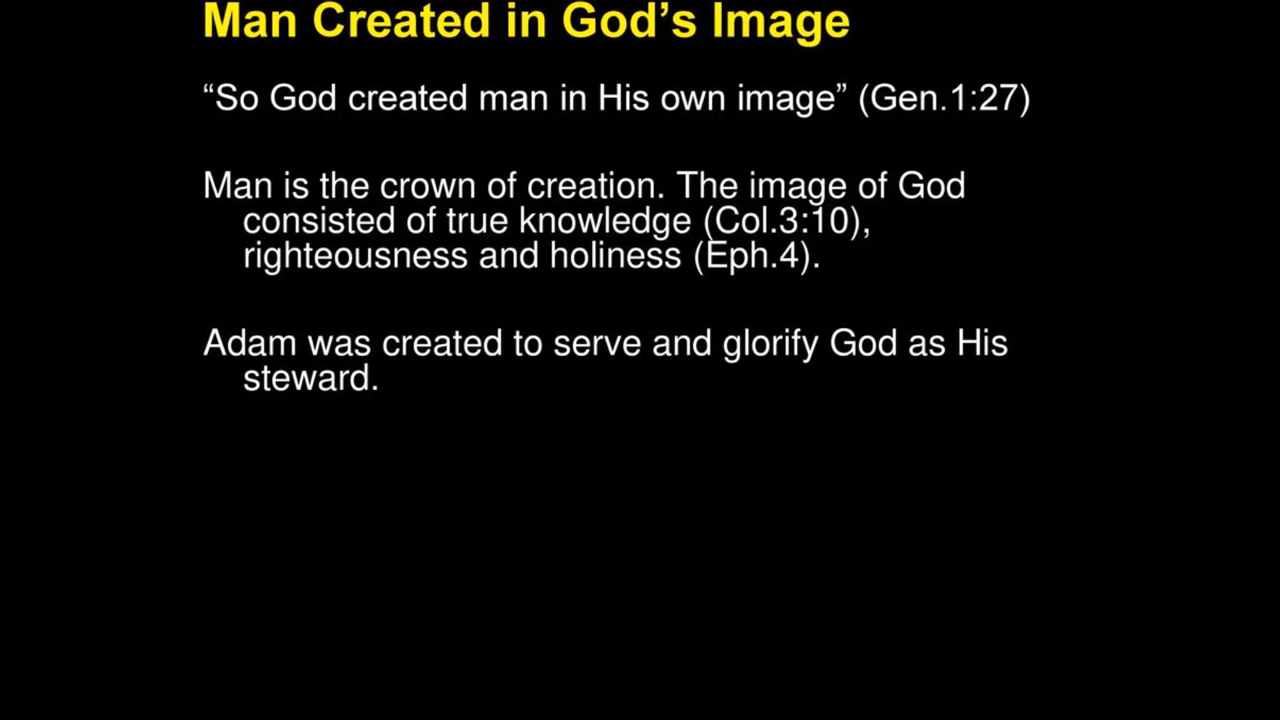 Man Created in God’s Image
“So God created man in His own image” (Gen.1:27)
Man is the crown of creation. The image of God
consisted of true knowledge (Col.3:10),
righteousness and holiness (Eph.4).
Adam was created to serve and glorify God as His
steward.